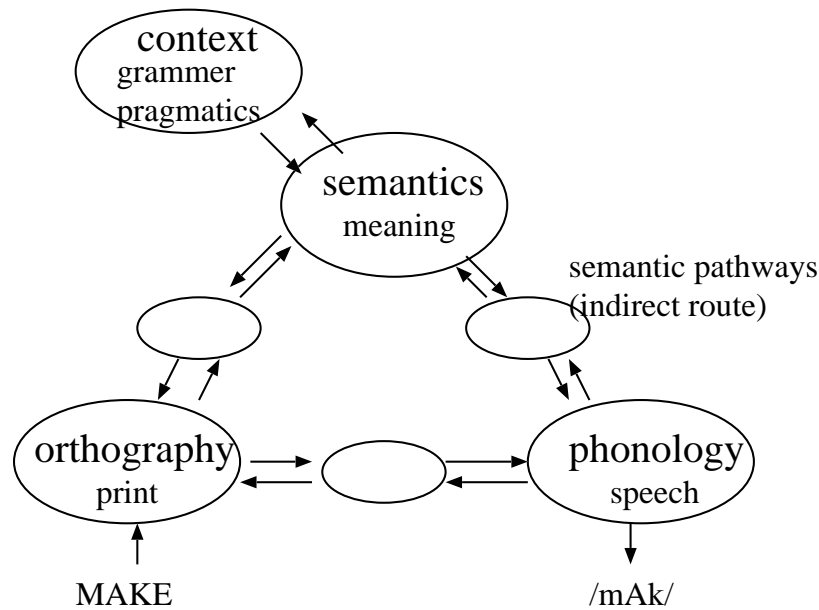 context
grammer
pragmatics
semantics
meaning
semantic pathways
(indirect route)
orthography
print
phonology
speech
MAKE
/mAk/